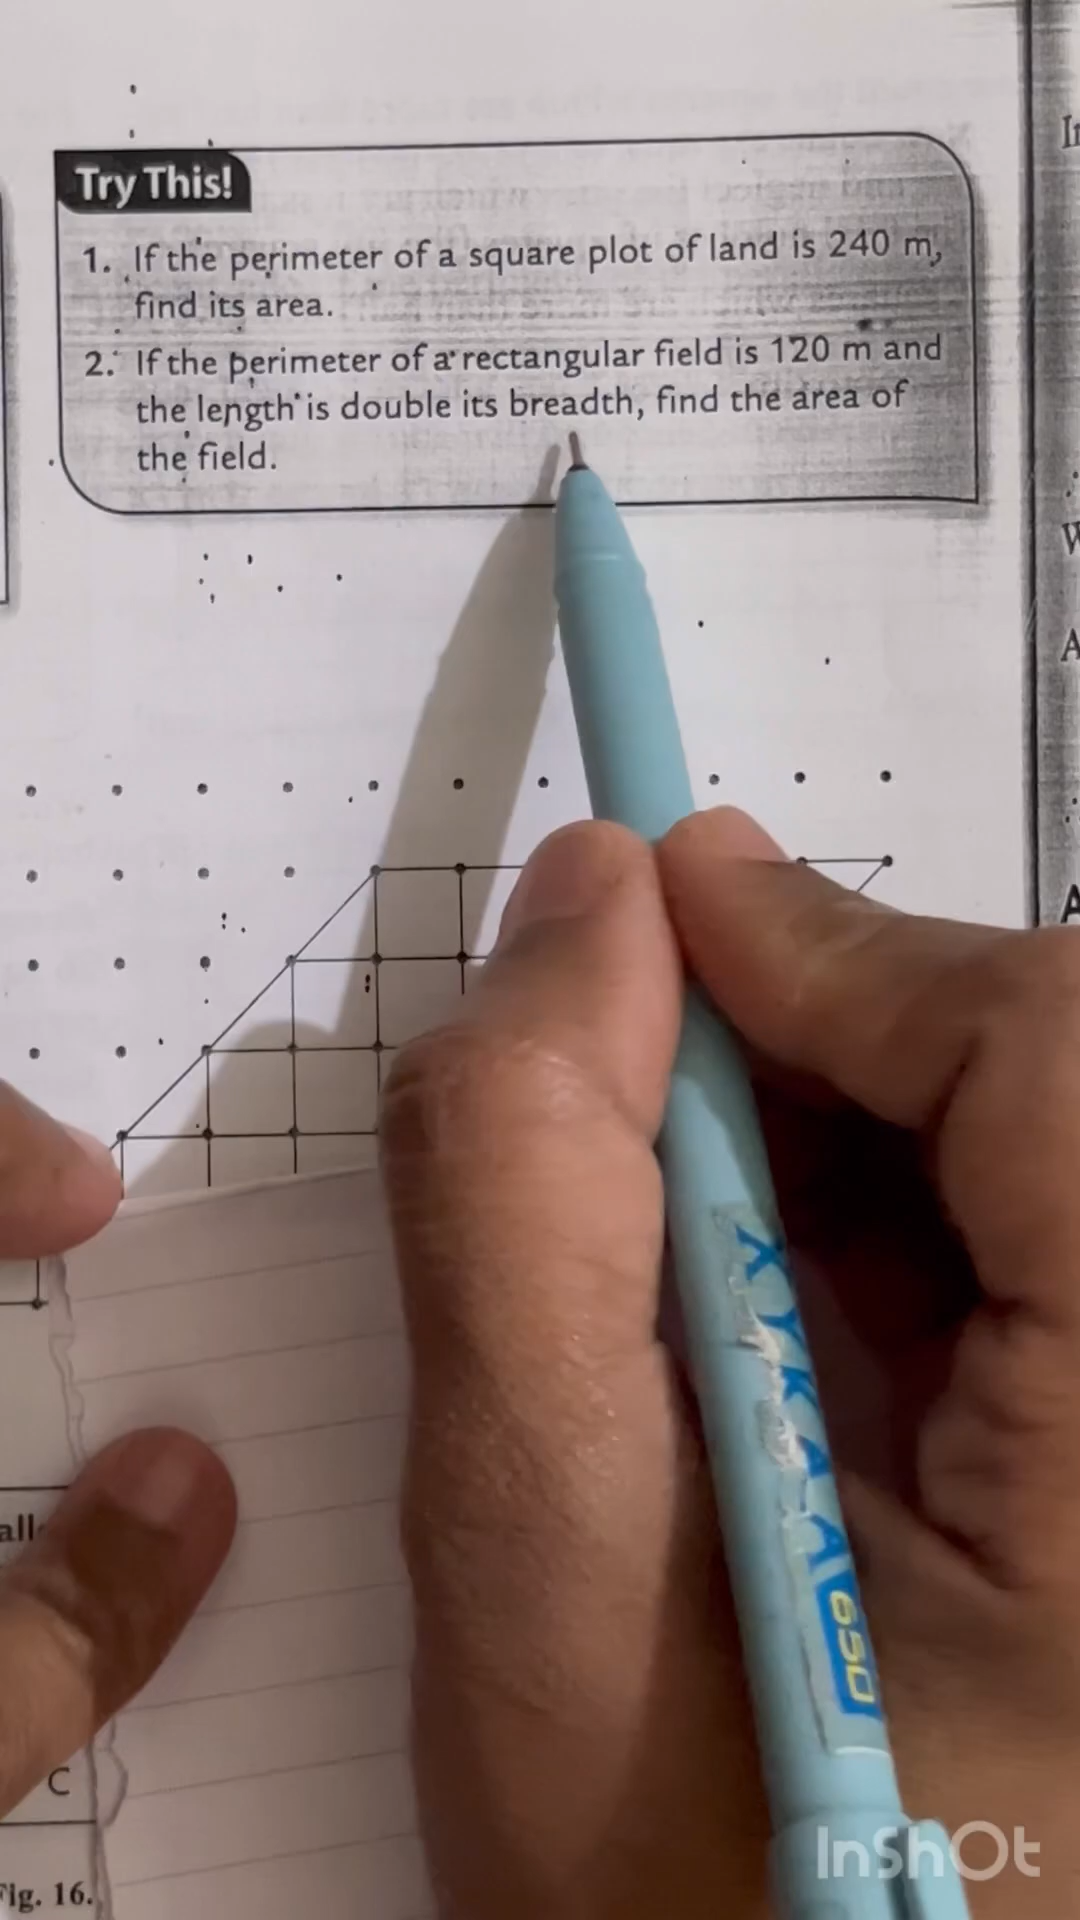 Try This!
1. If the perimeter of a square plot of land is 240 m,
find its area.
2. If the perimeter of a rectangular field is 120 m and
the length is double its breadth, find the area of
the field.
XYKAA 650
C
Fig. 16.
InShOt